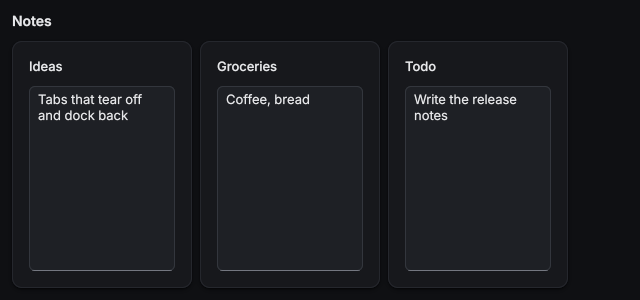 Notes
Ideas
Tabs that tear off
and dock back
Groceries
Coffee, bread
Todo
Write the release
notes